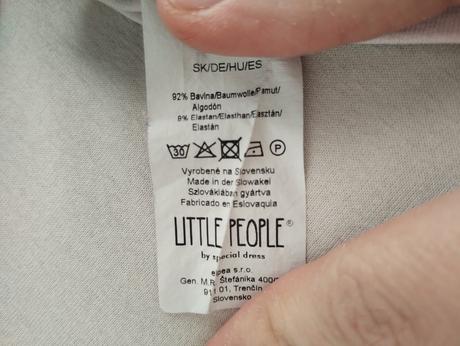 SK/DE/HU/ES
92% Bavlna/Baumwolle/Pamut/
Algodón
8% Elastan/Elasthan/Elasztán/
Elastán
30 P
Vyrobené na Slovensku
Made in der Slowakei
Szlovákiában gyártva
Fabricado en Eslovaquia
LITTLE PEOPLE®
by special dress
s.r.o.
Gen. M.R. Štefánika 400/
911 01, Trenčín
Slovensko